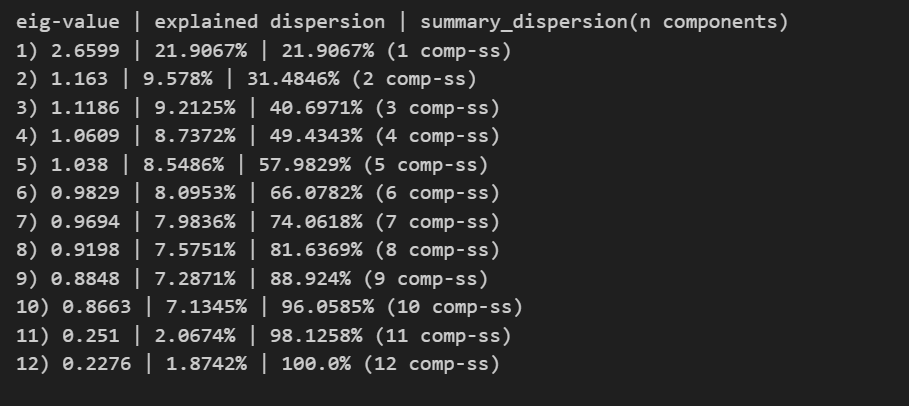 eig-value | explained dispersion | summary_dispersion(n components)
1) 2.6599 | 21.9067% | 21.9067% (1 comp-ss)
2) 1.163 | 9.578% | 31.4846% (2 comp-ss)
3) 1.1186 | 9.2125% | 40.6971% (3 comp-ss)
4) 1.0609 | 8.7372% | 49.4343% (4 comp-ss)
5) 1.038 | 8.5486% | 57.9829% (5 comp-ss)
6) 0.9829 | 8.0953% | 66.0782% (6 comp-ss)
7) 0.9694 | 7.9836% | 74.0618% (7 comp-ss)
8) 0.9198 | 7.5751% | 81.6369% (8 comp-ss)
9) 0.8848 | 7.2871% | 88.924% (9 comp-ss)
10) 0.8663 | 7.1345% | 96.0585% (10 comp-ss)
11) 0.251 | 2.0674% | 98.1258% (11 comp-ss)
12) 0.2276 | 1.8742% | 100.0% (12 comp-ss)